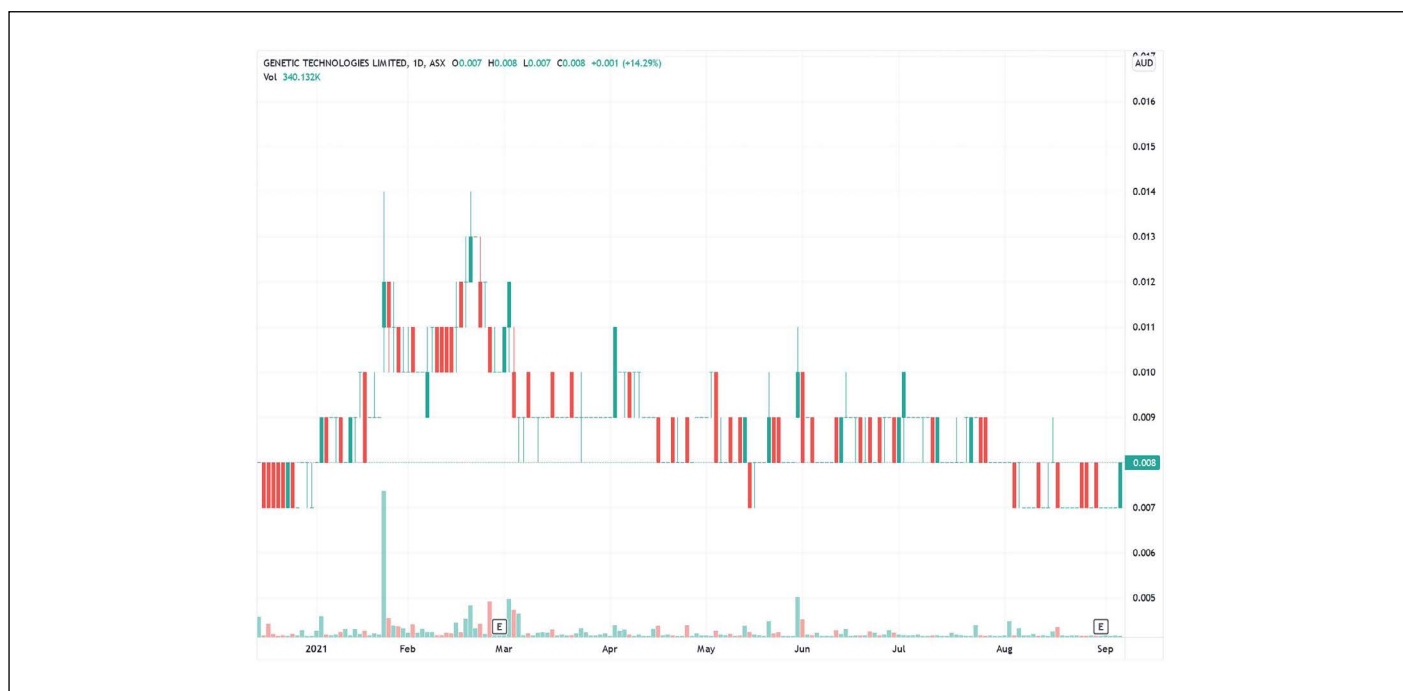 GENETIC TECHNOLOGIES LIMITED, 1D, ASX O0.007 H0.008 L0.007 C0.008 +0.001 (+14.29%)
Vol 340.132K
0.017
AUD
0.016
0.015
0.014
0.013
0.012
0.011
0.010
0.009
0.008
0.007
0.006
0.005
E
E
2021 Feb Mar Apr May Jun Jul Aug Sep